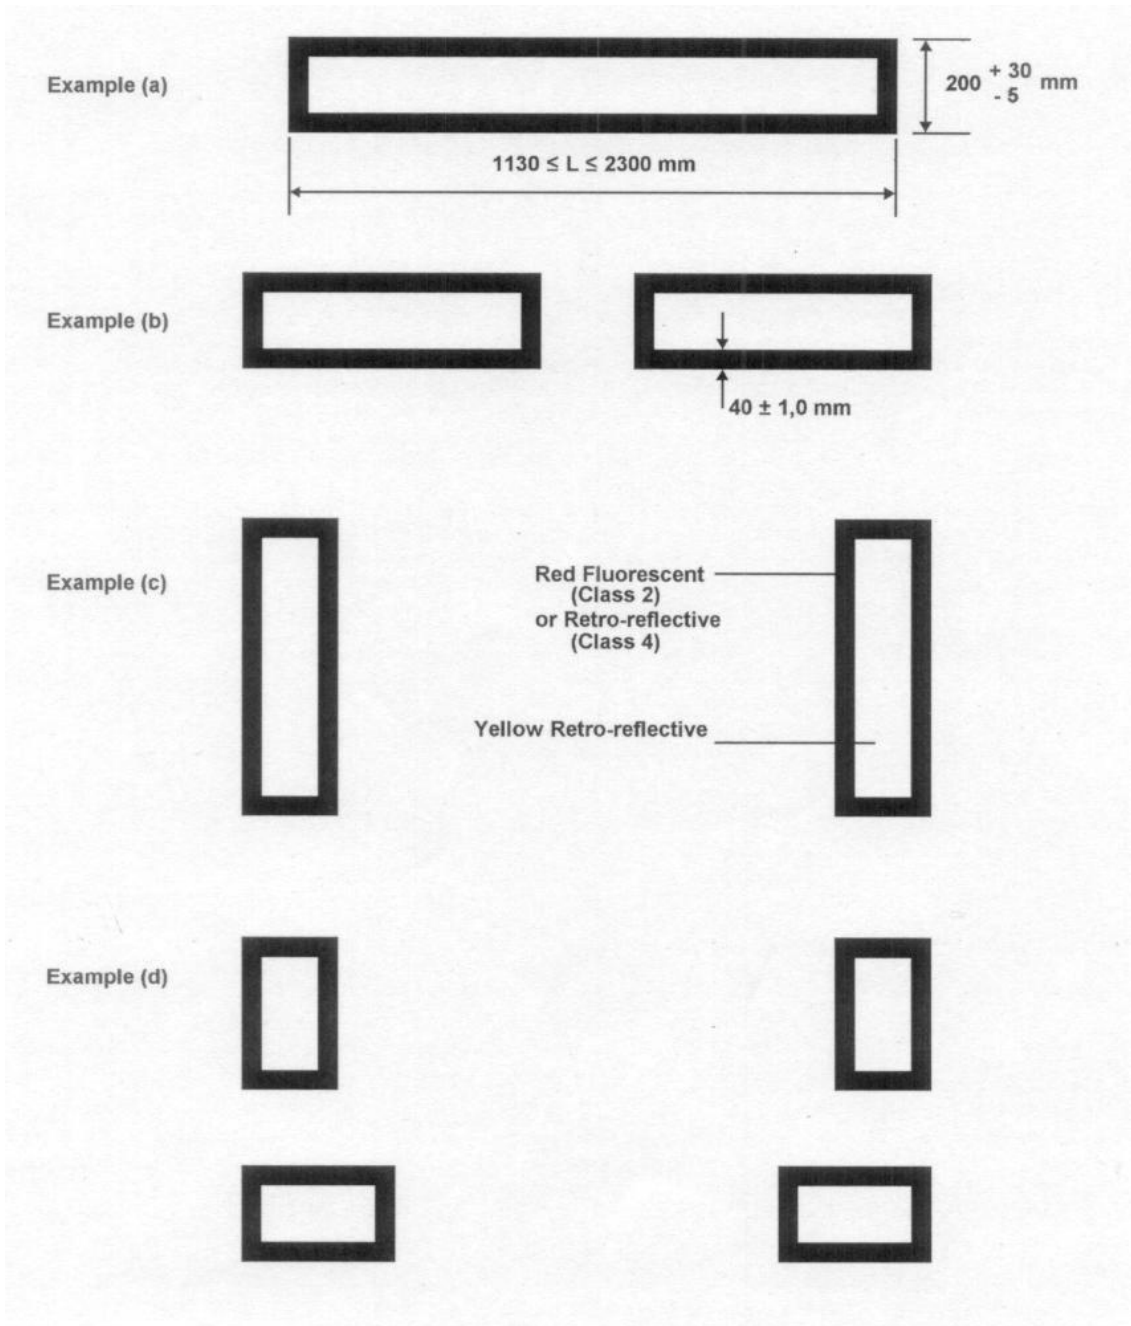 Example (a)
200 + 30 - 5 mm
1130 ≤ L ≤ 2300 mm
Example (b)
40 ± 1,0 mm
Example (c)
Red Fluorescent
(Class 2)
or Retro-reflective
(Class 4)
Yellow Retro-reflective
Example (d)